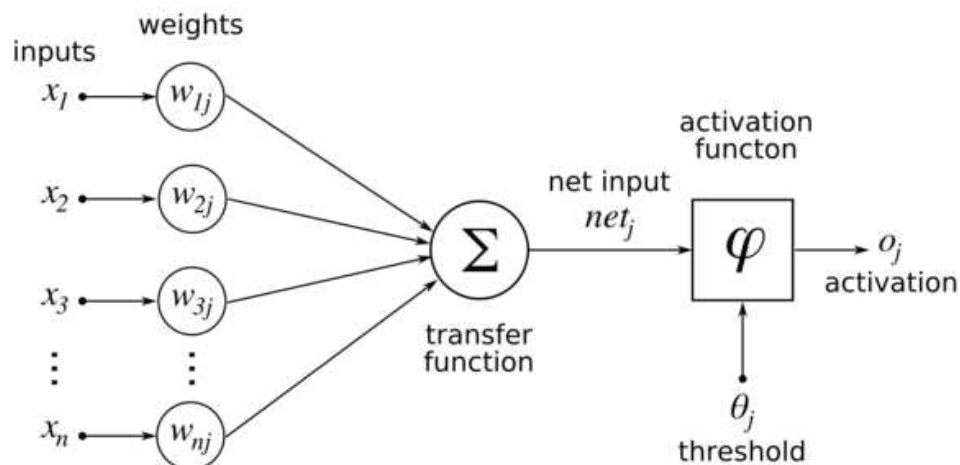 weights
inputs
x1
w1j
x2
w2j
x3
w3j
⋮ ⋮
xn
wnj
Σ
transfer
function
net input
netj
activation
functon
φ
oj
activation
θj
threshold